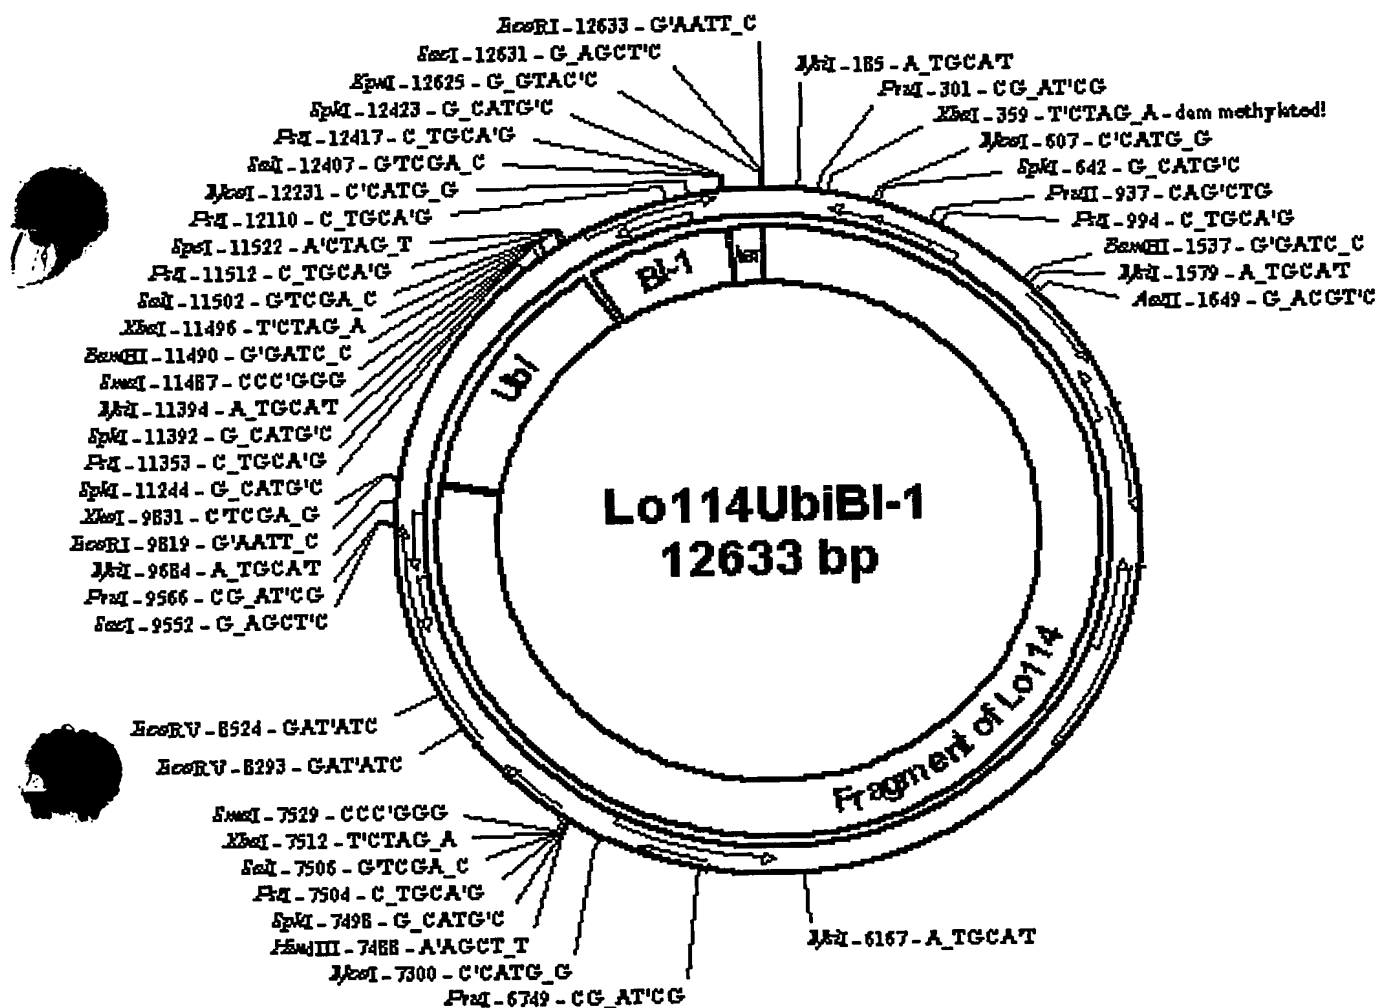 EcoRI-12633 - G'AATT_C
SacI-12631 - G_AGCT'C
KpnI-12625 - G_GTAC'C
SphI-12423 - G_CATG'C
PstI-12417 - C_TGCA'G
SalI-12407 - G'TCGA_C
NcoI-12231 - C'CATG_G
PstI-12110 - C_TGCA'G
SpeI-11522 - A'CTAG_T
PstI-11512 - C_TGCA'G
SalI-11502 - G'TCGA_C
XbaI-11496 - T'CTAG_A
BamHI-11490 - G'GATC_C
SmaI-11487 - CCC'GGG
NsiI-11394 - A_TGCA'T
SphI-11392 - G_CATG'C
PstI-11353 - C_TGCA'G
SphI-11244 - G_CATG'C
XhoI-9831 - C'TCGA_G
EcoRI-9819 - G'AATT_C
NsiI-9684 - A_TGCA'T
PvuI-9566 - CG_AT'CG
SacI-9552 - G_AGCT'C
EcoRV-8524 - GAT'ATC
EcoRV-8293 - GAT'ATC
SmaI-7529 - CCC'GGG
XbaI-7512 - T'CTAG_A
SalI-7506 - G'TCGA_C
PstI-7504 - C_TGCA'G
SphI-7498 - G_CATG'C
HindIII-7488 - A'AGCT_T
NcoI-7300 - C'CATG_G
PvuI-6749 - CG_AT'CG
NsiI-185 - A_TGCA'T
PvuI-301 - CG_AT'CG
XbaI-359 - T'CTAG_A - dam methylated!
NcoI-607 - C'CATG_G
SphI-642 - G_CATG'C
PvuII-937 - CAG'CTG
PstI-994 - C_TGCA'G
BamHI-1537 - G'GATC_C
NsiI-1579 - A_TGCA'T
AatII-1649 - G_ACGT'C
NsiI-6167 - A_TGCA'T
UbI
BI-1
Lo114UbiBI-1
12633 bp
Fragment of Lo114